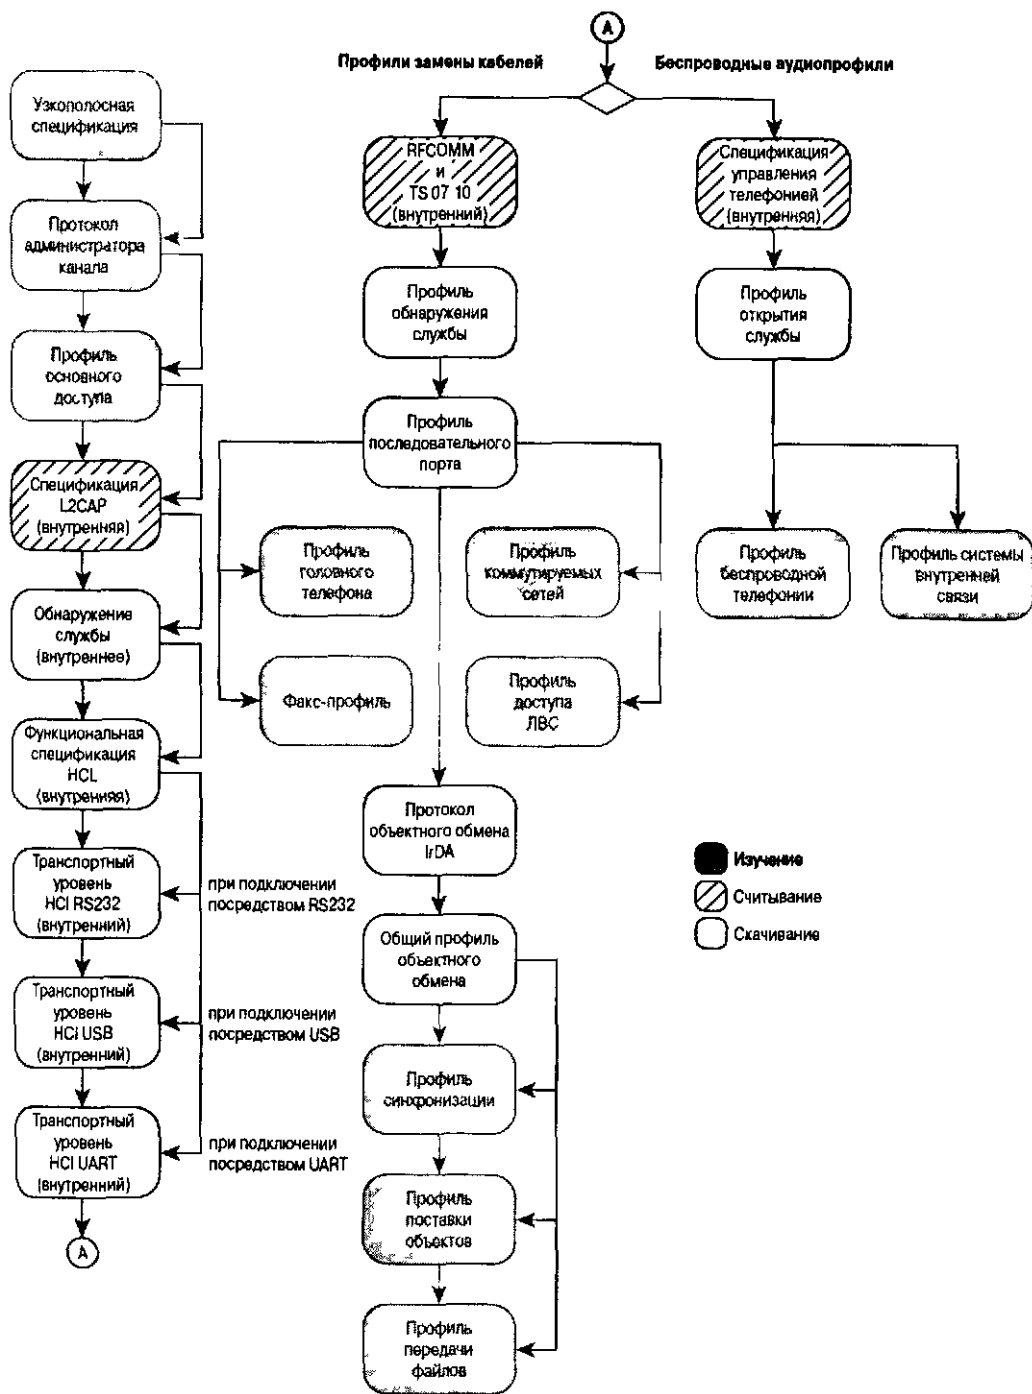 A
Профили замены кабелей
Беспроводные аудиопрофили
Узкополосная
спецификация
Протокол
администратора
канала
Профиль
основного
доступа
Спецификация
L2CAP
(внутренняя)
Обнаружение
службы
(внутреннее)
Функциональная
спецификация
HCL
(внутренняя)
Транспортный
уровень
HCI RS232
(внутренний)
при подключении
посредством RS232
Транспортный
уровень
HCI USB
(внутренний)
при подключении
посредством USB
Транспортный
уровень
HCI UART
(внутренний)
при подключении
посредством UART
A
RFCOMM
и
TS 07 10
(внутренний)
Профиль
обнаружения
службы
Профиль
последовательного
порта
Профиль
головного
телефона
Профиль
коммутируемых
сетей
Факс-профиль
Профиль
доступа
ЛВС
Протокол
объектного обмена
IrDA
Общий профиль
объектного
обмена
Профиль
синхронизации
Профиль
поставки
объектов
Профиль
передачи
файлов
Спецификация
управления
телефонией
(внутренняя)
Профиль
открытия
службы
Профиль
беспроводной
телефонии
Профиль системы
внутренней
связи
Изучение
Считывание
Скачивание